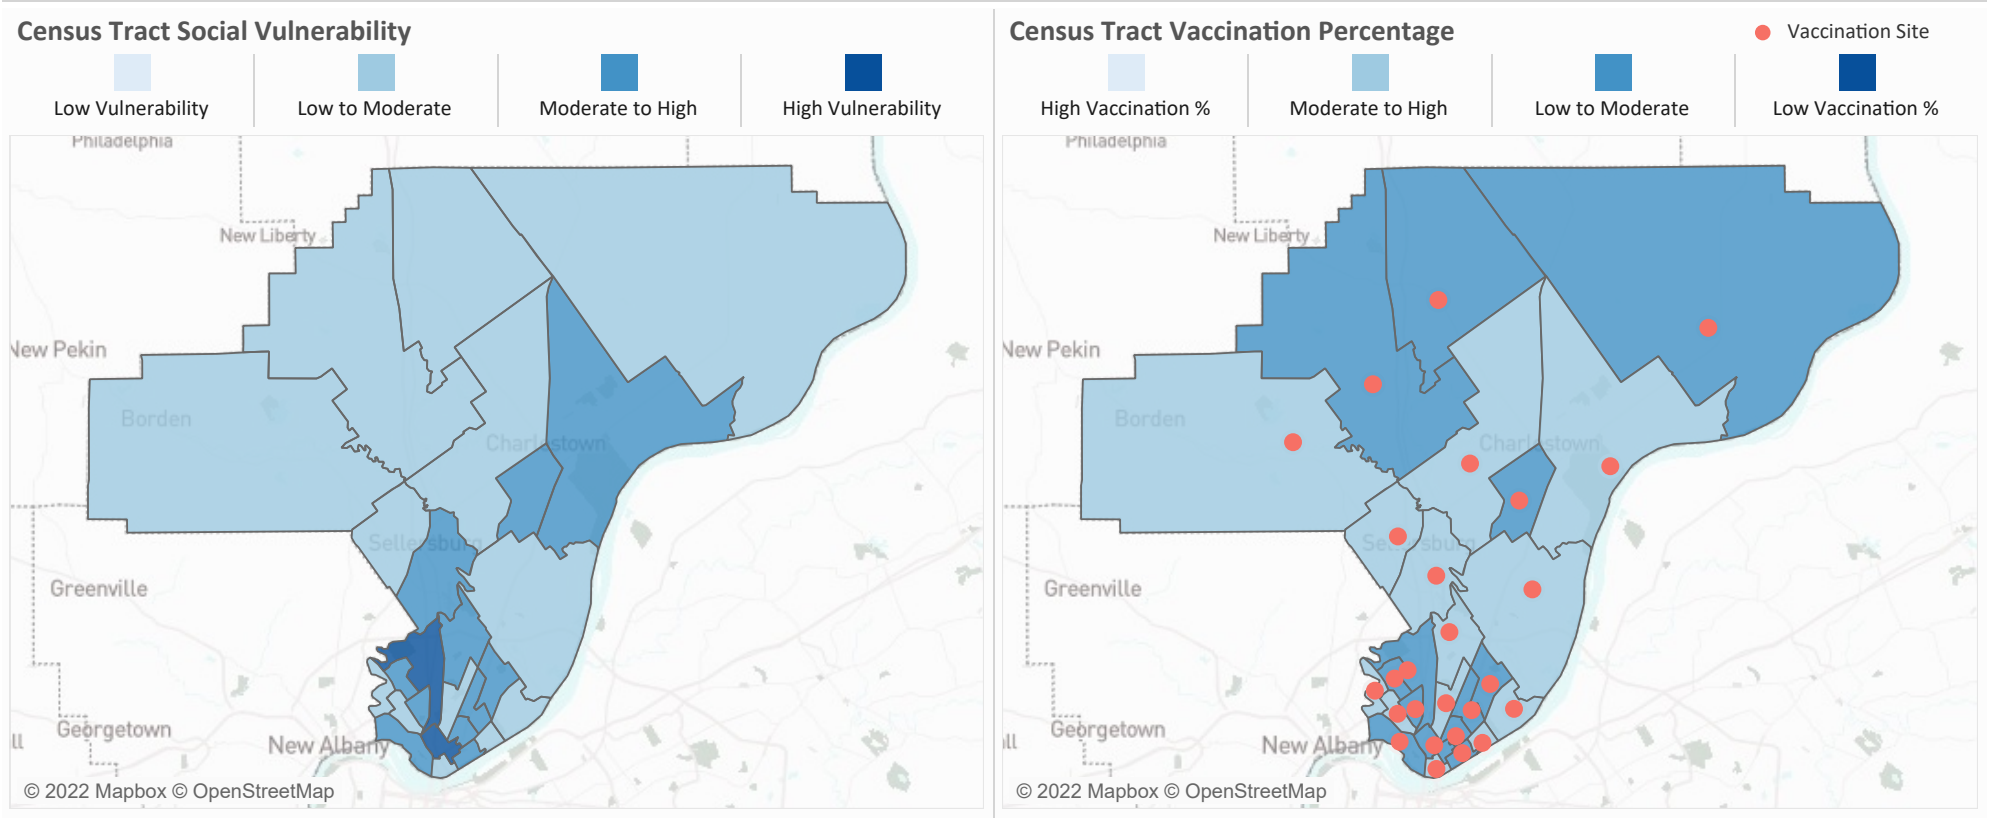 Census Tract Social Vulnerability
Low Vulnerability
Low to Moderate
Moderate to High
High Vulnerability
Philadelphia
New Liberty
New Pekin
Borden
Charlestown
Sellersburg
Greenville
Georgetown
ll
New Albany
© 2022 Mapbox © OpenStreetMap
Census Tract Vaccination Percentage
Vaccination Site
High Vaccination %
Moderate to High
Low to Moderate
Low Vaccination %
Philadelphia
New Liberty
New Pekin
Borden
Charlestown
Sellersburg
Greenville
Georgetown
ll
New Albany
© 2022 Mapbox © OpenStreetMap